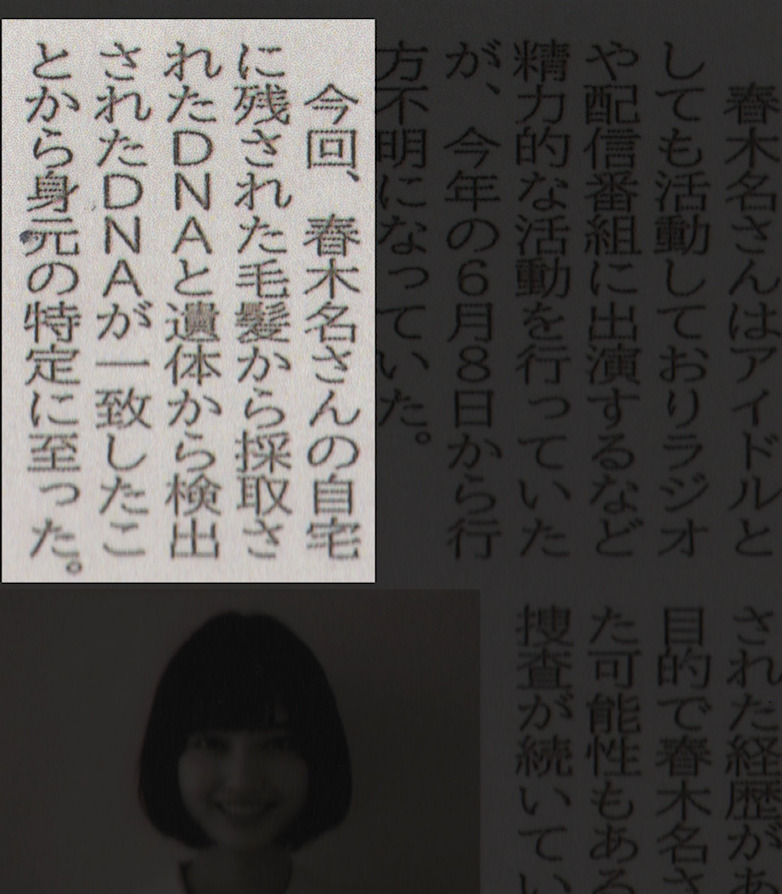 春木名さんはアイドルと
しても活動しておりラジオ
や配信番組に出演するなど
精力的な活動を行っていた
が、今年の6月8日から行
方不明になっていた。
今回、春木名さんの自宅
に残された毛髪から採取さ
れたDNAと遺体から検出
されたDNAが一致したこ
とから身元の特定に至った。
された経歴があ
目的で春木名さ
た可能性もある
捜査が続いてい